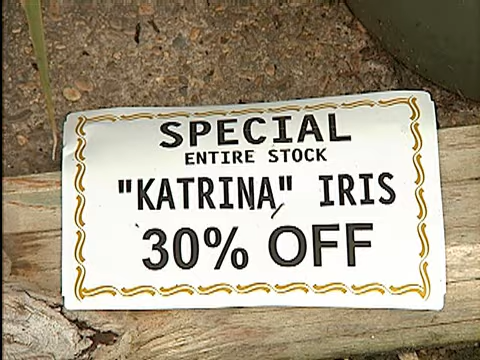 SPECIAL
ENTIRE STOCK
"KATRINA" IRIS
30% OFF